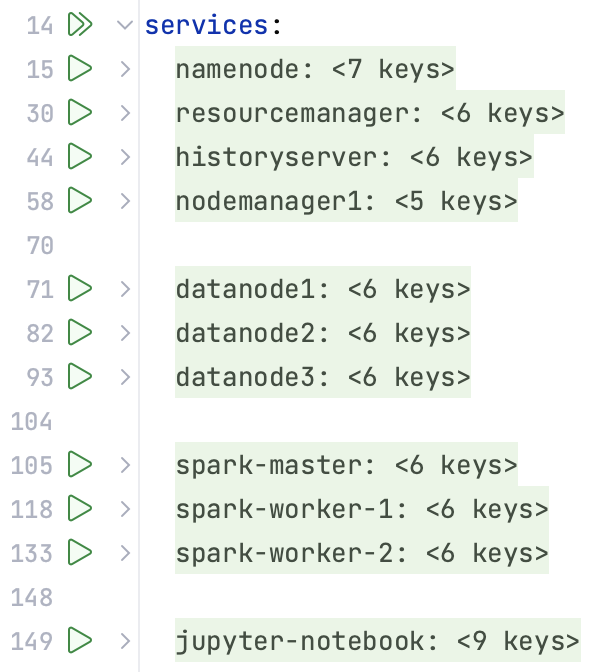 14 services:
15 namenode: <7 keys>
30 resourcemanager: <6 keys>
44 historyserver: <6 keys>
58 nodemanager1: <5 keys>
70
71 datanode1: <6 keys>
82 datanode2: <6 keys>
93 datanode3: <6 keys>
104
105 spark-master: <6 keys>
118 spark-worker-1: <6 keys>
133 spark-worker-2: <6 keys>
148
149 jupyter-notebook: <9 keys>